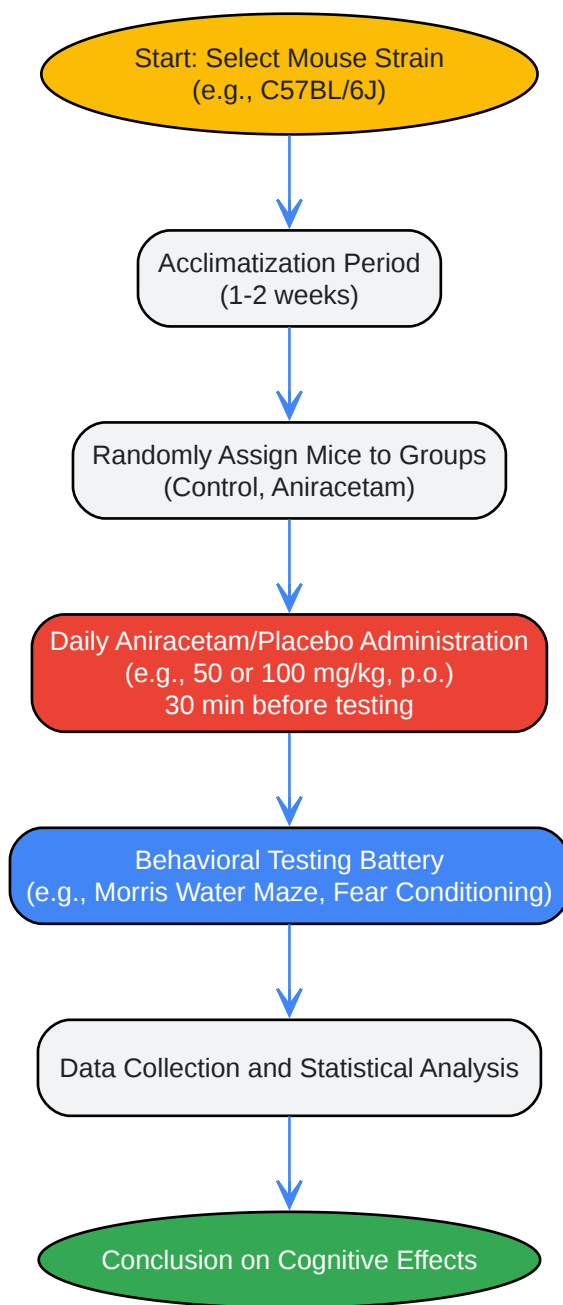 Start: Select Mouse Strain
(e.g., C57BL/6J)
Acclimatization Period
(1-2 weeks)
Randomly Assign Mice to Groups
(Control, Aniracetam)
Daily Aniracetam/Placebo Administration
(e.g., 50 or 100 mg/kg, p.o.)
30 min before testing
Behavioral Testing Battery
(e.g., Morris Water Maze, Fear Conditioning)
Data Collection and Statistical Analysis
Conclusion on Cognitive Effects